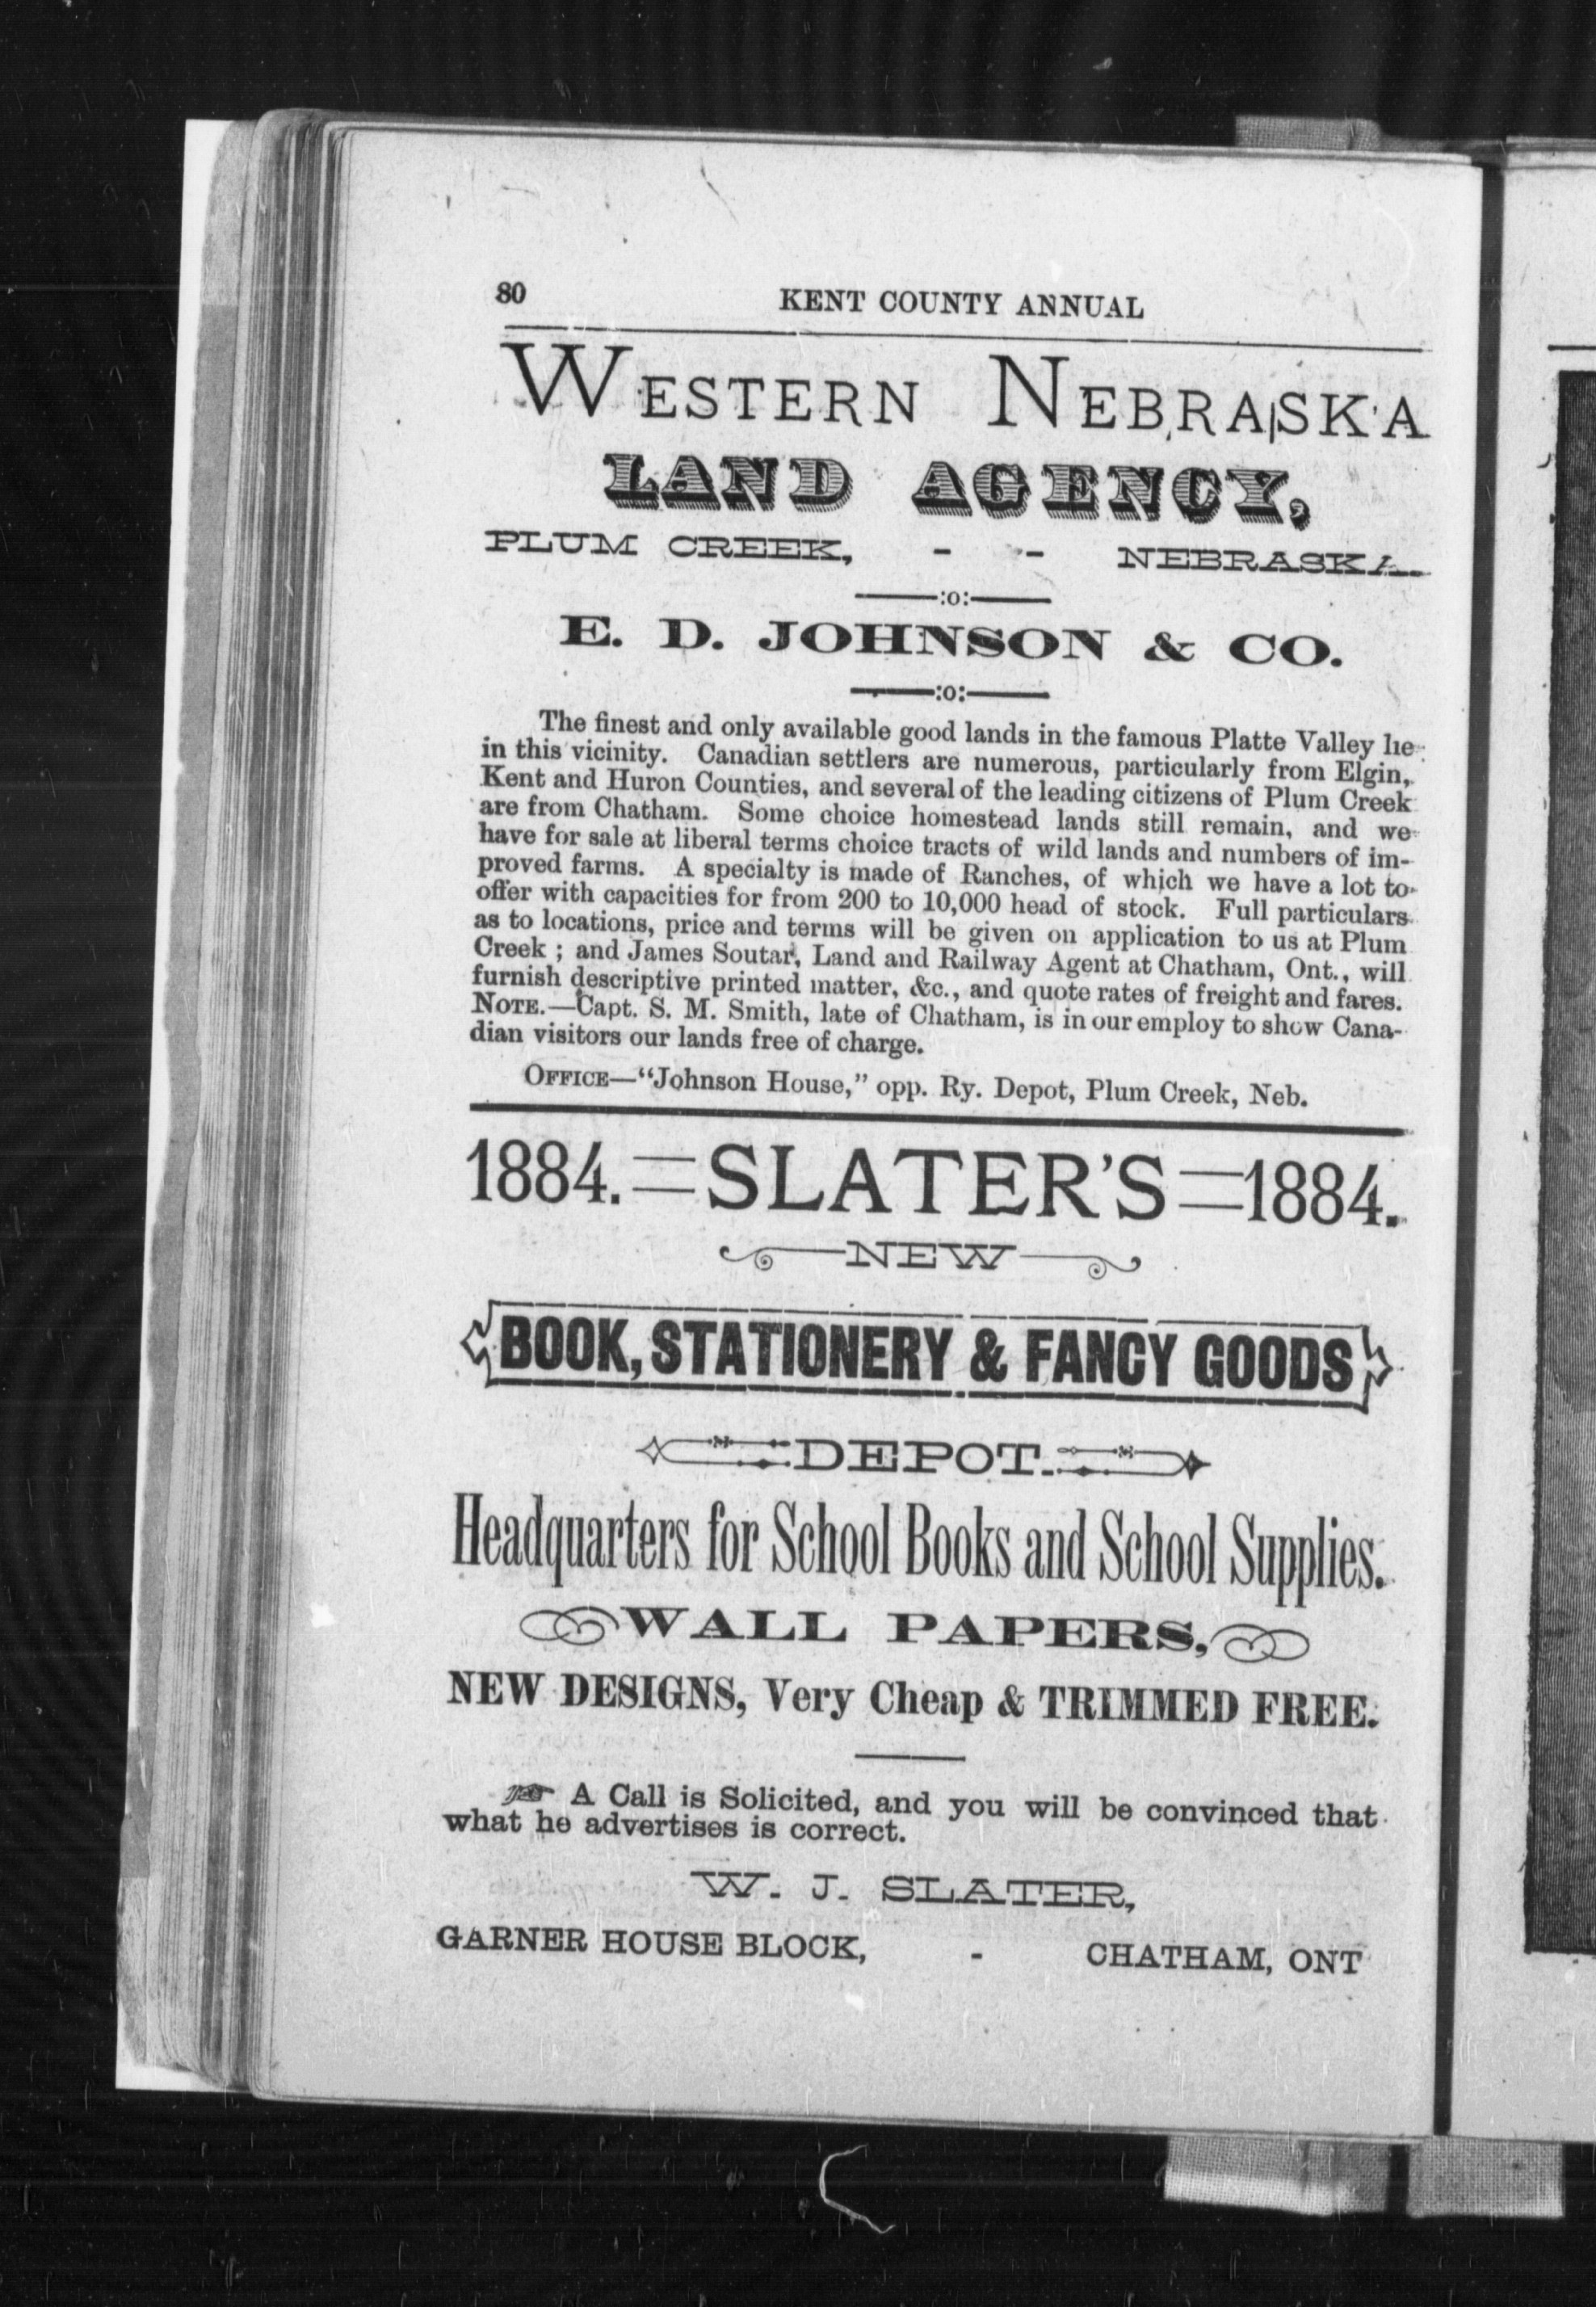 80 KENT COUNTY ANNUAL
WESTERN NEBRASKA
LAND AGENCY,
PLUM CREEK, - - NEBRASKA.
:o:
E. D. JOHNSON & CO.
:o:
The finest and only available good lands in the famous Platte Valley lie
in this vicinity. Canadian settlers are numerous, particularly from Elgin,
Kent and Huron Counties, and several of the leading citizens of Plum Creek
are from Chatham. Some choice homestead lands still remain, and we
have for sale at liberal terms choice tracts of wild lands and numbers of im-
proved farms. A specialty is made of Ranches, of which we have a lot to
offer with capacities for from 200 to 10,000 head of stock. Full particulars
as to locations, price and terms will be given on application to us at Plum
Creek ; and James Soutar, Land and Railway Agent at Chatham, Ont., will
furnish descriptive printed matter, &c., and quote rates of freight and fares.
NOTE.—Capt. S. M. Smith, late of Chatham, is in our employ to show Cana-
dian visitors our lands free of charge.
OFFICE—"Johnson House," opp. Ry. Depot, Plum Creek, Neb.
1884.=SLATER'S=1884.
NEW
BOOK, STATIONERY & FANCY GOODS
DEPOT.
Headquarters for School Books and School Supplies.
WALL PAPERS,
NEW DESIGNS, Very Cheap & TRIMMED FREE.
☞ A Call is Solicited, and you will be convinced that
what he advertises is correct.
W. J. SLATER,
GARNER HOUSE BLOCK, - CHATHAM, ONT